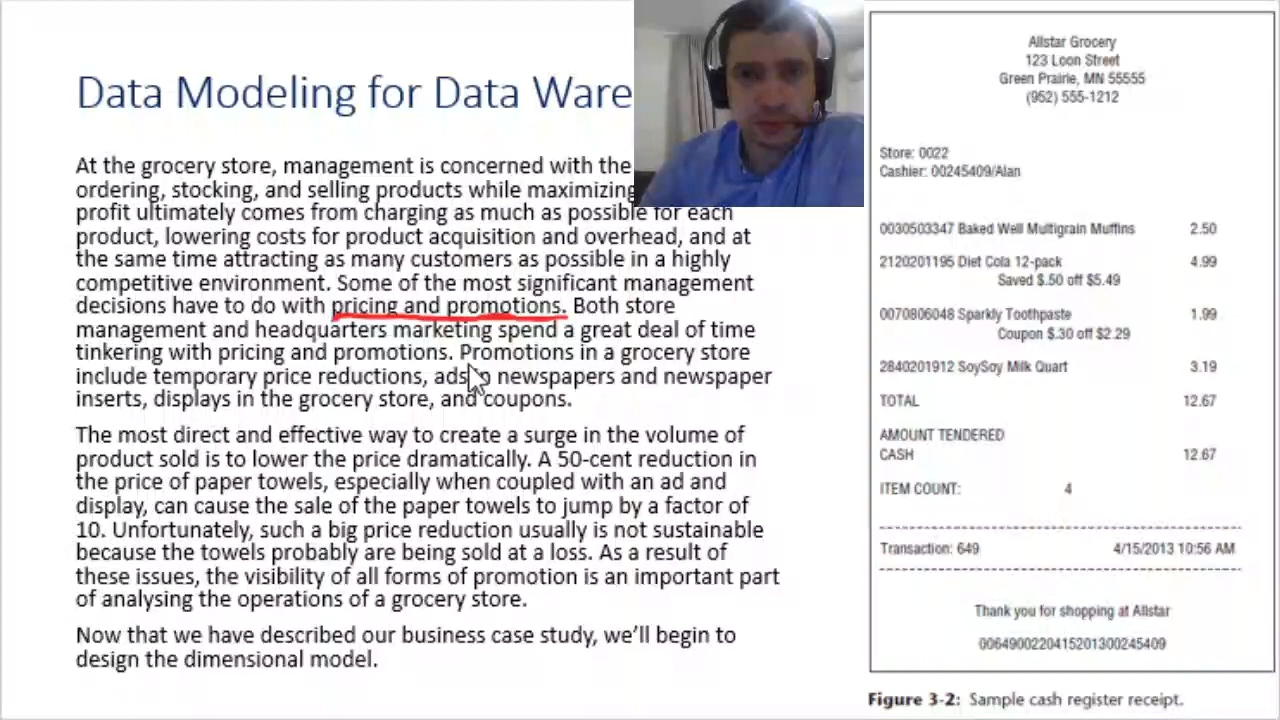 Data Modeling for Data Ware
At the grocery store, management is concerned with the
ordering, stocking, and selling products while maximizing
profit ultimately comes from charging as much as possible for each
product, lowering costs for product acquisition and overhead, and at
the same time attracting as many customers as possible in a highly
competitive environment. Some of the most significant management
decisions have to do with pricing and promotions. Both store
management and headquarters marketing spend a great deal of time
tinkering with pricing and promotions. Promotions in a grocery store
include temporary price reductions, ads newspapers and newspaper
inserts, displays in the grocery store, and coupons.
The most direct and effective way to create a surge in the volume of
product sold is to lower the price dramatically. A 50-cent reduction in
the price of paper towels, especially when coupled with an ad and
display, can cause the sale of the paper towels to jump by a factor of
10. Unfortunately, such a big price reduction usually is not sustainable
because the towels probably are being sold at a loss. As a result of
these issues, the visibility of all forms of promotion is an important part
of analysing the operations of a grocery store.
Now that we have described our business case study, we'll begin to
design the dimensional model.
Allstar Grocery
123 Loon Street
Green Prairie, MN 55555
(952) 555-1212
Store: 0022
Cashier: 00245409/Alan
0030503347 Baked Well Multigrain Muffins 2.50
2120201195 Diet Cola 12-pack 4.99
Saved $.50 off $5.49
0070806048 Sparkly Toothpaste 1.99
Coupon $.30 off $2.29
2840201912 SoySoy Milk Quart 3.19
TOTAL 12.67
AMOUNT TENDERED
CASH 12.67
ITEM COUNT: 4
Transaction: 649 4/15/2013 10:56 AM
Thank you for shopping at Allstar
0064900220415201300245409
Figure 3-2: Sample cash register receipt.